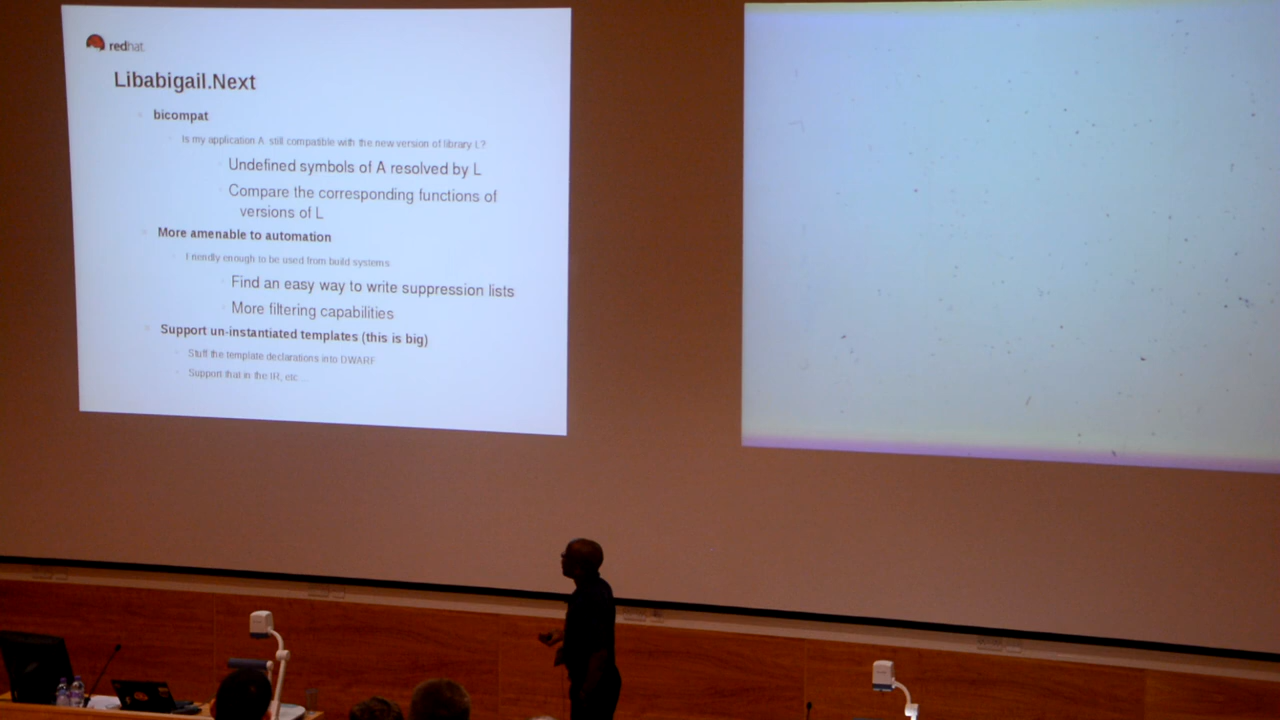 redhat.
Libabigail.Next
bicompat
Is my application A still compatible with the new version of library L?
Undefined symbols of A resolved by L
Compare the corresponding functions of
versions of L
More amenable to automation
Friendly enough to be used from build systems
Find an easy way to write suppression lists
More filtering capabilities
Support un-instantiated templates (this is big)
Stuff the template declarations into DWARF
Support that in the IR, etc ...